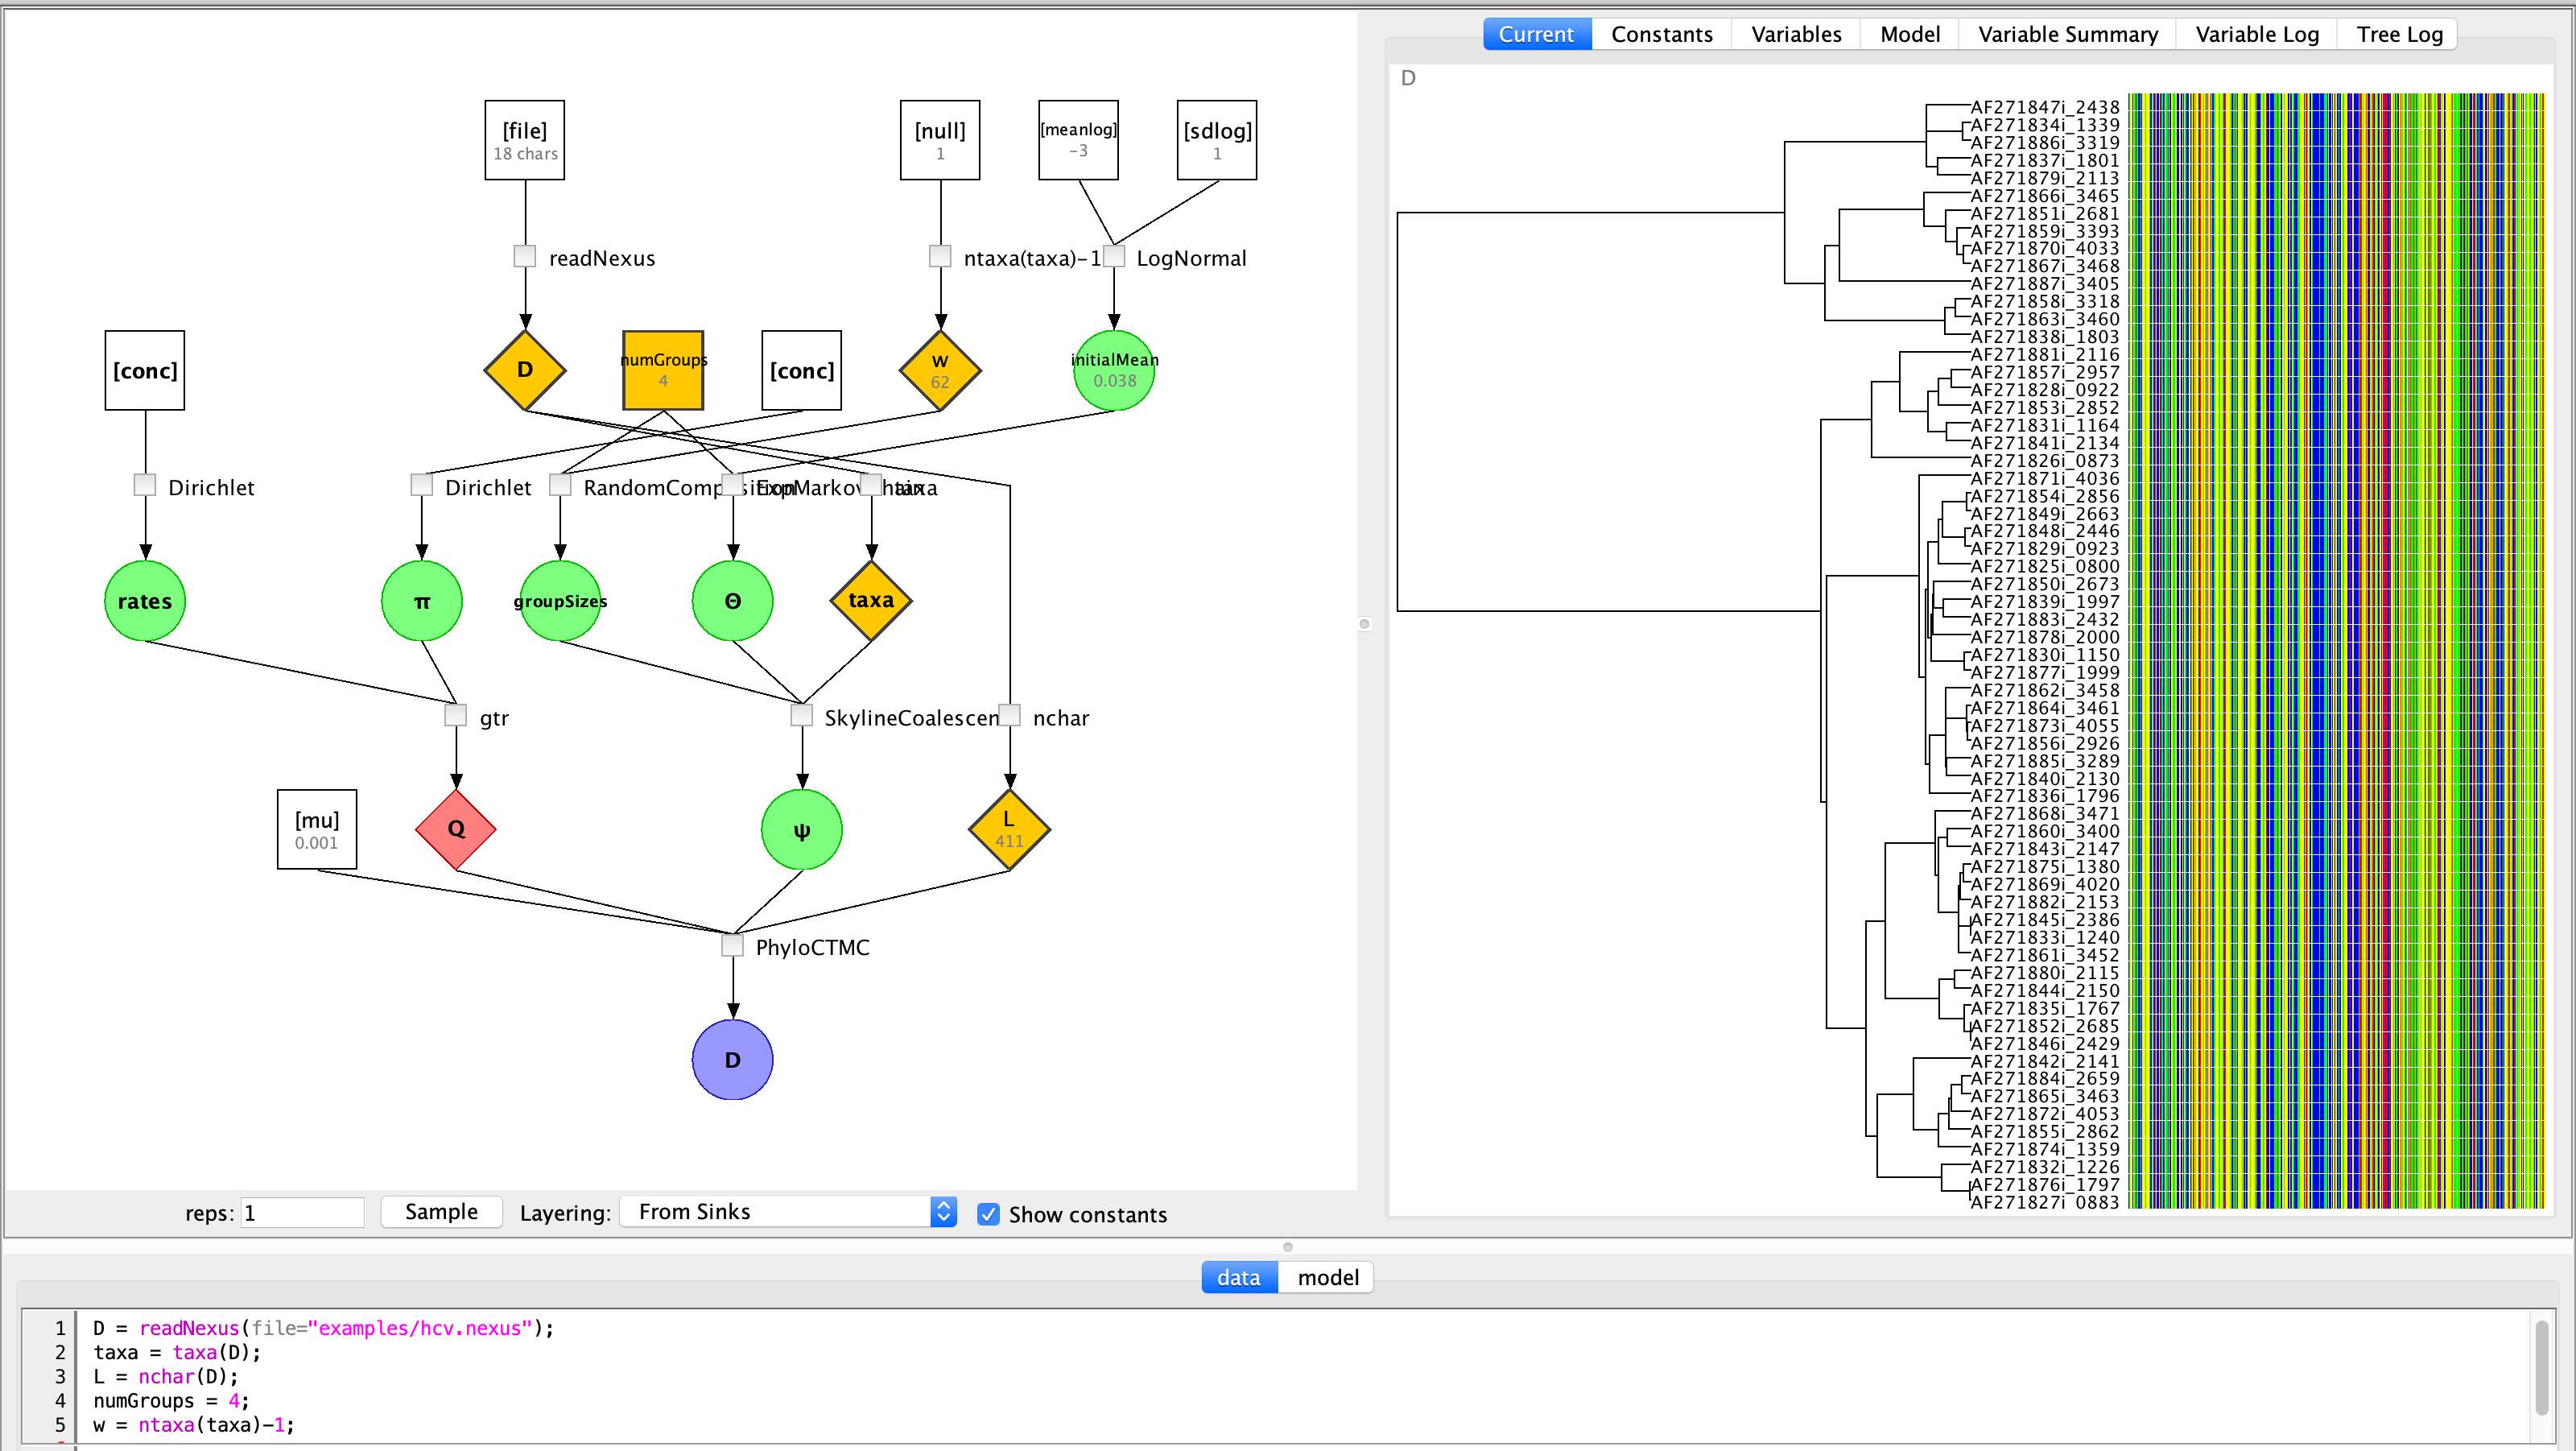 Current Constants Variables Model Variable Summary Variable Log Tree Log
D
[file]
18 chars
[null]
1
[meanlog]
-3
[sdlog]
1
readNexus
ntaxa(taxa)-1
LogNormal
[conc]
D
numGroups
4
[conc]
w
62
initialMean
0.038
Dirichlet
Dirichlet
RandomComposition
ExpMarkovChain
taxa
rates
π
groupSizes
Θ
taxa
gtr
SkylineCoalescen
nchar
[mu]
0.001
Q
ψ
L
411
PhyloCTMC
D
AF271847i_2438
AF271834i_1339
AF271886i_3319
AF271837i_1801
AF271879i_2113
AF271866i_3465
AF271851i_2681
AF271859i_3393
AF271870i_4033
AF271867i_3468
AF271887i_3405
AF271858i_3318
AF271863i_3460
AF271838i_1803
AF271881i_2116
AF271857i_2957
AF271828i_0922
AF271853i_2852
AF271831i_1164
AF271841i_2134
AF271826i_0873
AF271871i_4036
AF271854i_2856
AF271849i_2663
AF271848i_2446
AF271829i_0923
AF271825i_0800
AF271850i_2673
AF271839i_1997
AF271883i_2432
AF271878i_2000
AF271830i_1150
AF271877i_1999
AF271862i_3458
AF271864i_3461
AF271873i_4055
AF271856i_2926
AF271885i_3289
AF271840i_2130
AF271836i_1796
AF271868i_3471
AF271860i_3400
AF271843i_2147
AF271875i_1380
AF271869i_4020
AF271882i_2153
AF271845i_2386
AF271833i_1240
AF271861i_3452
AF271880i_2115
AF271844i_2150
AF271835i_1767
AF271852i_2685
AF271846i_2429
AF271842i_2141
AF271884i_2659
AF271865i_3463
AF271872i_4053
AF271855i_2862
AF271874i_1359
AF271832i_1226
AF271876i_1797
AF271827i_0883
reps: 1 Sample Layering: From Sinks Show constants
data model
1 D = readNexus(file="examples/hcv.nexus");
2 taxa = taxa(D);
3 L = nchar(D);
4 numGroups = 4;
5 w = ntaxa(taxa)-1;